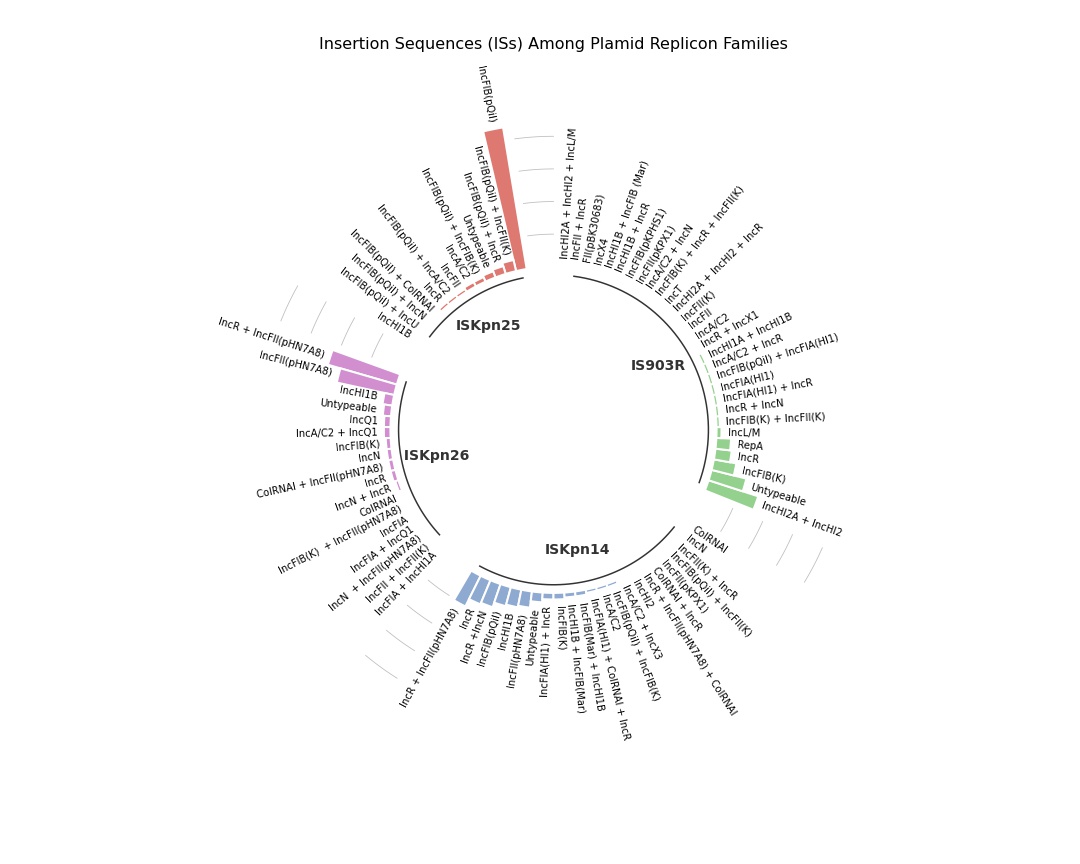 Insertion Sequences (ISs) Among Plamid Replicon Families
IncHI2A + IncHI2 + IncL/M
IncFII + IncR
FII(pBK30683)
IncX4
IncHI1B + IncFIB (Mar)
IncHI1B + IncR
IncFIB(pKPHS1)
IncFII(pKPX1)
IncA/C2 + IncN
IncFIB(K) + IncR + IncFII(K)
IncT
IncHI2A + IncHI2 + IncR
IncFII(K)
IncFII
IncA/C2
IncR + IncX1
IncHI1A + IncHI1B
IncA/C2 + IncR
IncFIB(pQil) + IncFIA(HI1)
IncFIA(HI1)
IncFIA(HI1) + IncR
IncR + IncN
IncFIB(K) + IncFII(K)
IncL/M
RepA
IncR
IncFIB(K)
Untypeable
IncHI2A + IncHI2
IS903R
ColRNAI
IncN
IncFII(K) + IncR
IncFIB(pQil) + IncFII(K)
IncFII(pKPX1)
ColRNAI + IncR
IncR + IncFII(pHN7A8) + ColRNAI
IncHI2
IncA/C2 + IncX3
IncFIB(pQil) + IncFIB(K)
IncA/C2
IncFIA(HI1) + ColRNAI + IncR
IncFIB(Mar) + IncHI1B
IncHI1B + IncFIB(Mar)
IncFIB(K)
IncFIA(HI1) + IncR
Untypeable
IncFII(pHN7A8)
IncHI1B
IncFIB(pQil)
IncR +IncN
IncR
IncR + IncFII(pHN7A8)
ISKpn14
IncFIA + IncHI1A
IncFII + IncFII(K)
IncN  + IncFII(pHN7A8)
IncFIA + IncQ1
IncFIA
IncFIB(K)  + IncFII(pHN7A8)
ColRNAI
IncN + IncR
IncR
ColRNAI + IncFII(pHN7A8)
IncN
IncFIB(K)
IncA/C2 + IncQ1
IncQ1
Untypeable
IncHI1B
IncFII(pHN7A8)
IncR + IncFII(pHN7A8)
ISKpn26
IncHI1B
IncFIB(pQil) + IncU
IncFIB(pQil) + IncN
IncFIB(pQil) + ColRNAI
IncR
IncFIB(pQil) + IncA/C2
IncFII
IncA/C2
IncFIB(pQil) + IncFIB(K)
Untypeable
IncFIB(pQil) + IncR
IncFIB(pQil) + IncFII(K)
IncFIB(pQil)
ISKpn25